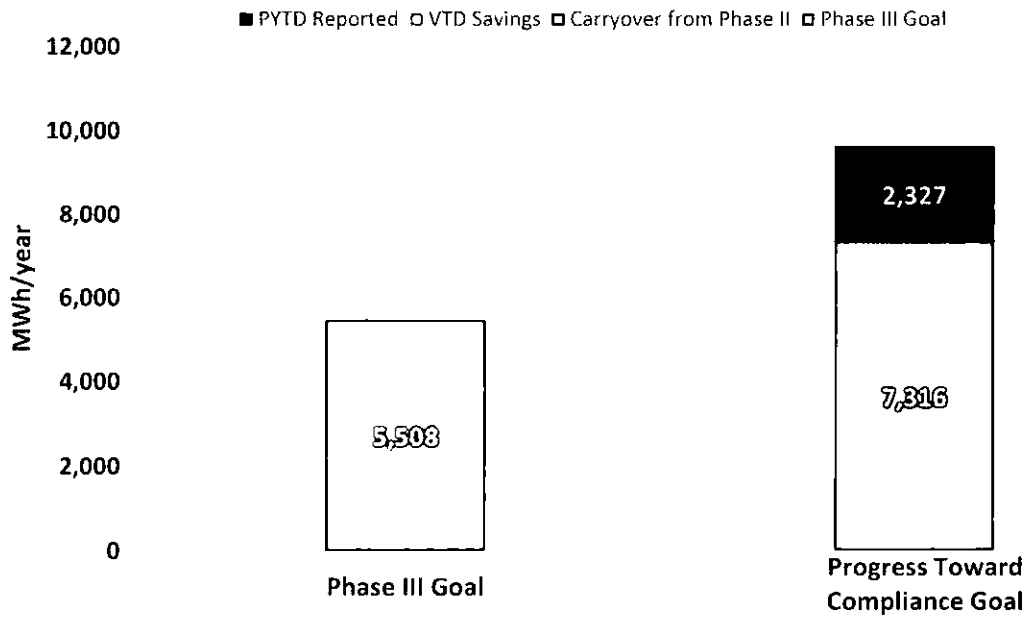 PYTD Reported VTD Savings Carryover from Phase II Phase III Goal
12,000
10,000
8,000
6,000
4,000
2,000
0
MWh/year
5,508
2,327
7,316
Phase III Goal
Progress Toward
Compliance Goal